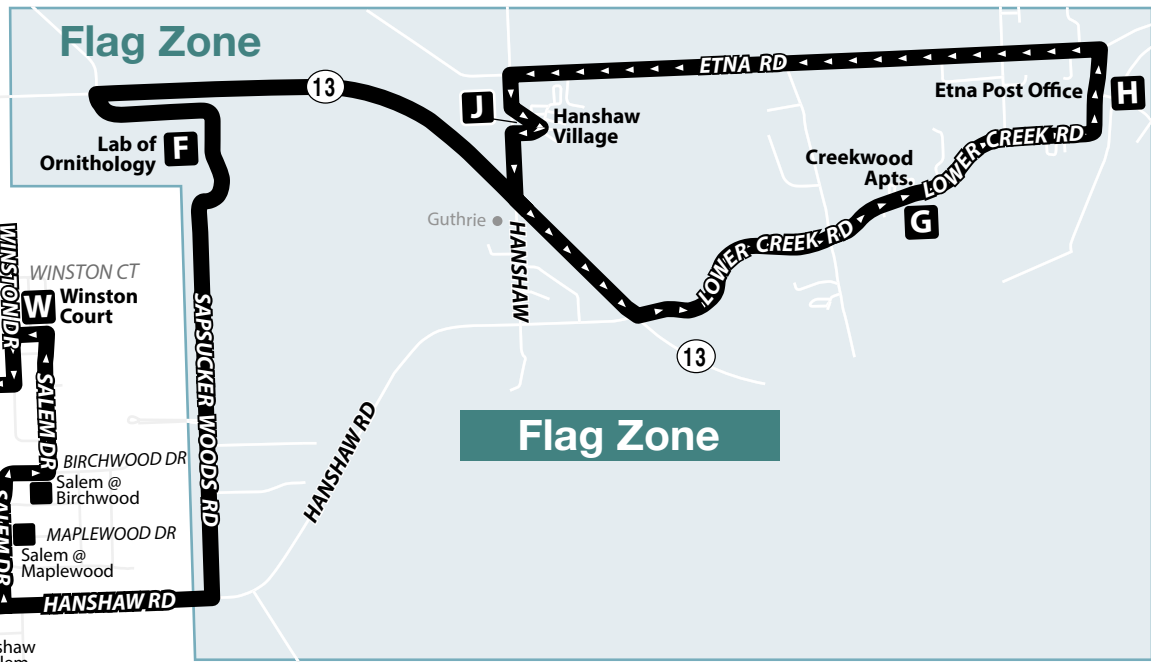 Flag Zone
13
ETNA RD
J
Hanshaw
Village
Etna Post Office
H
Lab of
Ornithology
F
LOWER CREEK RD
Creekwood
Apts.
G
Guthrie
HANSHAW
LOWER CREEK RD
13
WINSTON DR
WINSTON CT
W
Winston
Court
SAPSUCKER WOODS RD
SALEM DR
HANSHAW RD
Flag Zone
BIRCHWOOD DR
Salem @
Birchwood
MAPLEWOOD DR
Salem @
Maplewood
SALEM DR
HANSHAW RD
shaw
lem